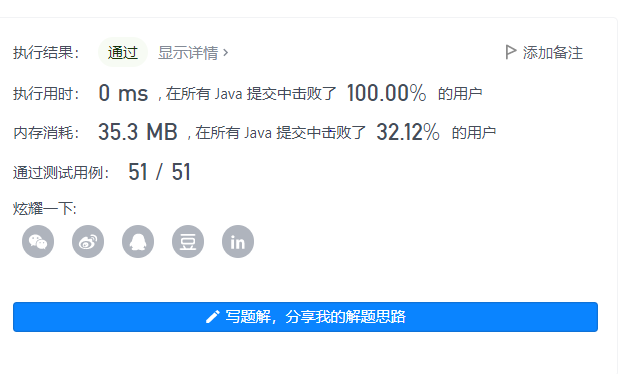 执行结果： 通过 显示详情 > 添加备注
执行用时： 0 ms , 在所有 Java 提交中击败了 100.00% 的用户
内存消耗： 35.3 MB , 在所有 Java 提交中击败了 32.12% 的用户
通过测试用例： 51 / 51
炫耀一下:
豆 in
写题解，分享我的解题思路